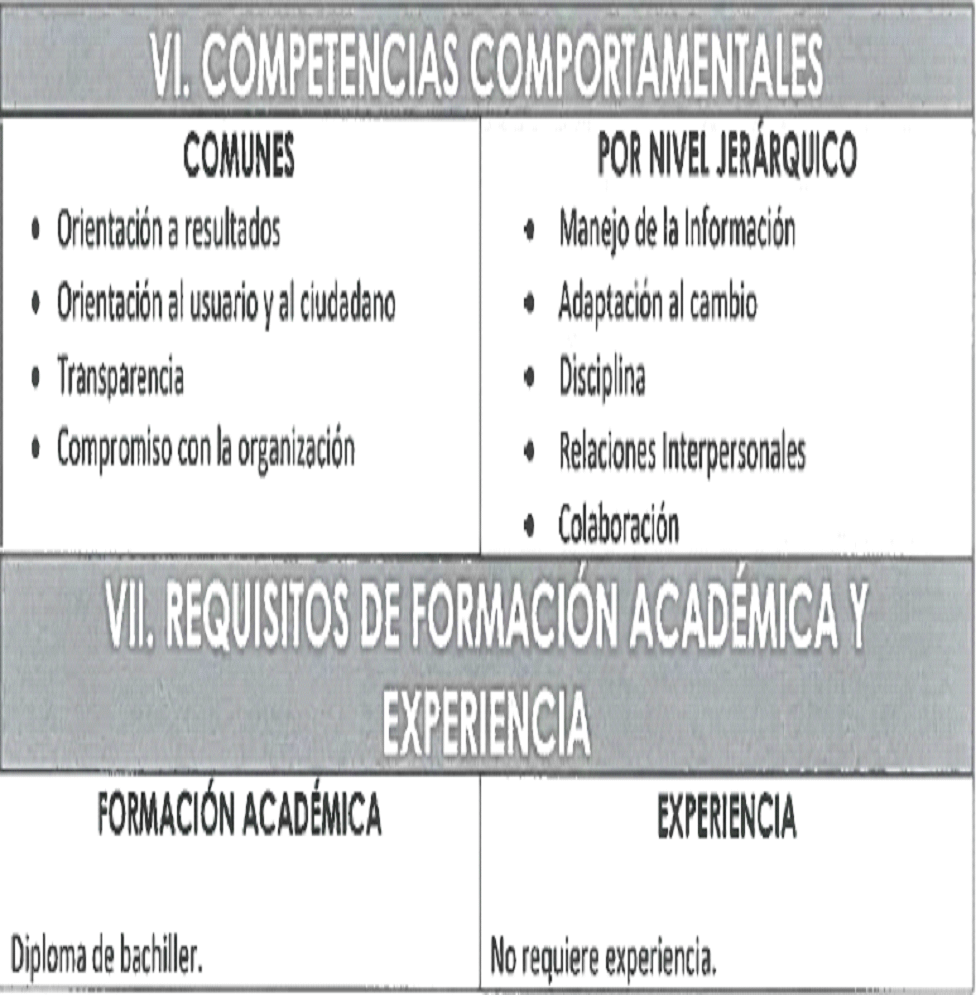 VI. COMPETENCIAS COMPORTAMENTALES
COMUNES
• Orientación a resultados
• Orientación al usuario y al ciudadano
• Transparencia
• Compromiso con la organización
POR NIVEL JERÁRQUICO
• Manejo de la Información
• Adaptación al cambio
• Disciplina
• Relaciones Interpersonales
• Colaboración
VII. REQUISITOS DE FORMACIÓN ACADÉMICA Y
EXPERIENCIA
FORMACIÓN ACADÉMICA
Diploma de bachiller.
EXPERIENCIA
No requiere experiencia.